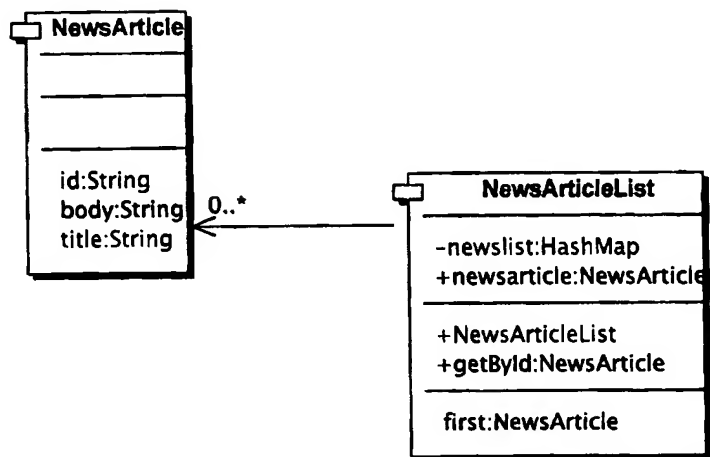 NewsArticle
id:String
body:String
title:String
0..*
NewsArticleList
-newslist:HashMap
+newsarticle:NewsArticle
+NewsArticleList
+getById:NewsArticle
first:NewsArticle